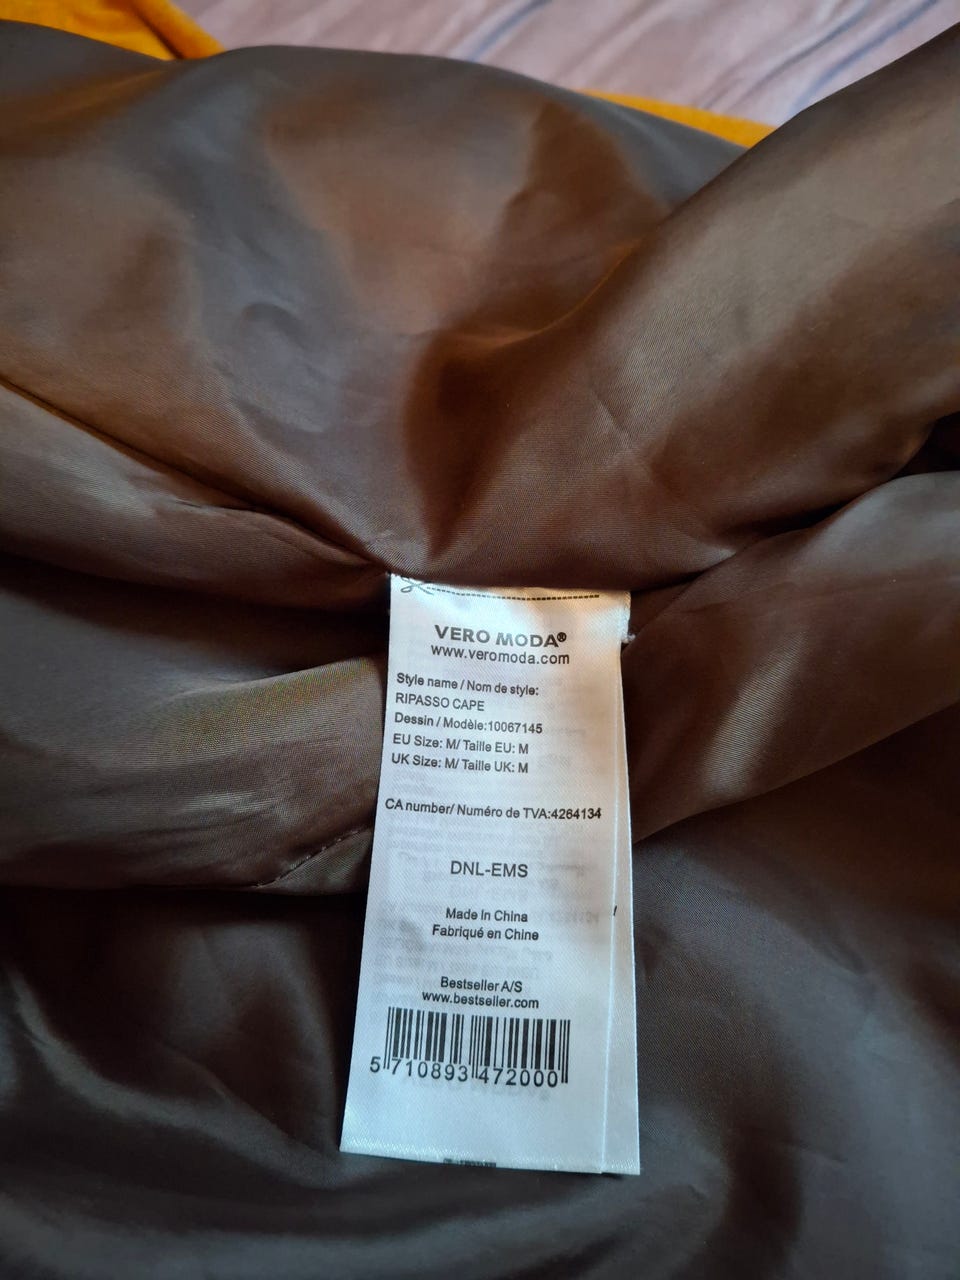 VERO MODA®
www.veromoda.com
Style name / Nom de style:
RIPASSO CAPE
Dessin / Modèle:10067145
EU Size: M/ Taille EU: M
UK Size: M/ Taille UK: M
CA number/ Numéro de TVA:4264134
DNL-EMS
Made In China
Fabriqué en Chine
Bestseller A/S
www.bestseller.com
5 710893 472000